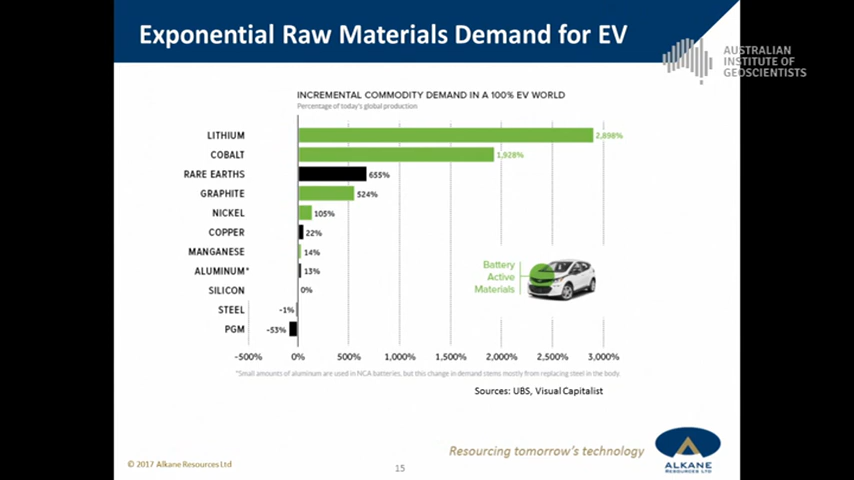 Exponential Raw Materials Demand for EV
AUSTRALIAN
INSTITUTE OF
GEOSCIENTISTS
INCREMENTAL COMMODITY DEMAND IN A 100% EV WORLD
Percentage of today's global production
LITHIUM 2,898%
COBALT 1,928%
RARE EARTHS 655%
GRAPHITE 524%
NICKEL 105%
COPPER 22%
MANGANESE 14%
ALUMINUM* 13%
SILICON 0%
STEEL -1%
PGM -53%
Battery
Active
Materials
-500% 0% 500% 1,000% 1,500% 2,000% 2,500% 3,000%
*Small amounts of aluminum are used in NCA batteries, but this change in demand stems mostly from replacing steel in the body.
Sources: UBS, Visual Capitalist
Resourcing tomorrow's technology
ALKANE
RESOURCES LTD
© 2017 Alkane Resources Ltd
15